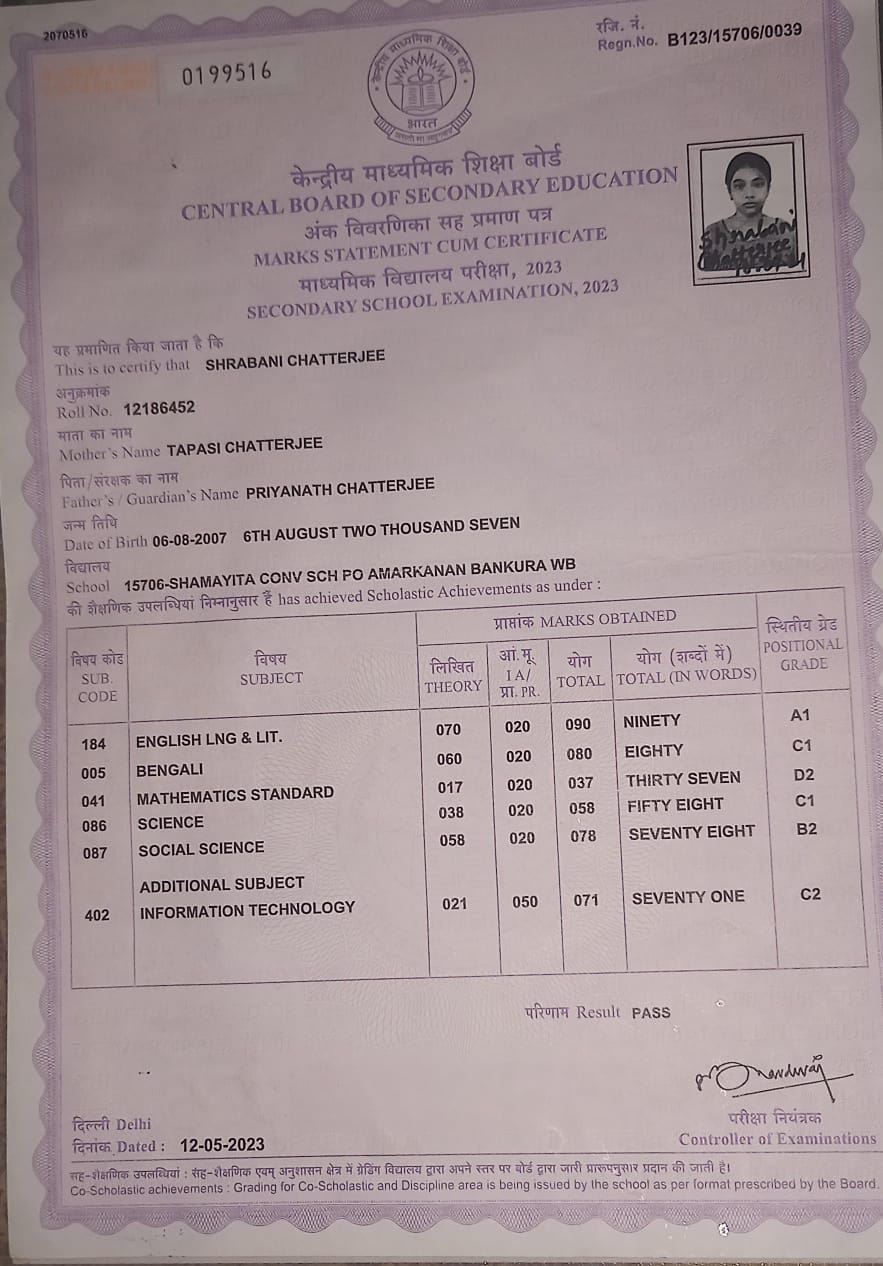 2070516
0199516
रजि. नं.
Regn.No. B123/15706/0039
केन्द्रीय माध्यमिक शिक्षा बोर्ड
भारत
केन्द्रीय माध्यमिक शिक्षा बोर्ड
CENTRAL BOARD OF SECONDARY EDUCATION
अंक विवरणिका सह प्रमाण पत्र
MARKS STATEMENT CUM CERTIFICATE
माध्यमिक विद्यालय परीक्षा, 2023
SECONDARY SCHOOL EXAMINATION, 2023
Shrabani
Chatterjee
यह प्रमाणित किया जाता है कि
This is to certify that SHRABANI CHATTERJEE
अनुक्रमांक
Roll No. 12186452
माता का नाम
Mother's Name TAPASI CHATTERJEE
पिता/संरक्षक का नाम
Father's / Guardian's Name PRIYANATH CHATTERJEE
जन्म तिथि
Date of Birth 06-08-2007 6TH AUGUST TWO THOUSAND SEVEN
विद्यालय
School 15706-SHAMAYITA CONV SCH PO AMARKANAN BANKURA WB
की शैक्षणिक उपलब्धियां निम्नानुसार हैं has achieved Scholastic Achievements as under :
विषय कोड SUB. CODE
विषय SUBJECT
प्राप्तांक MARKS OBTAINED
लिखित THEORY
आं.मू. I A/ प्रा. PR.
योग TOTAL
योग (शब्दों में) TOTAL (IN WORDS)
स्थितीय ग्रेड POSITIONAL GRADE
184 ENGLISH LNG & LIT. 070 020 090 NINETY A1
005 BENGALI 060 020 080 EIGHTY C1
041 MATHEMATICS STANDARD 017 020 037 THIRTY SEVEN D2
086 SCIENCE 038 020 058 FIFTY EIGHT C1
087 SOCIAL SCIENCE 058 020 078 SEVENTY EIGHT B2
ADDITIONAL SUBJECT
402 INFORMATION TECHNOLOGY 021 050 071 SEVENTY ONE C2
परिणाम Result PASS
दिल्ली Delhi
दिनांक Dated : 12-05-2023
परीक्षा नियंत्रक
Controller of Examinations
सह-शैक्षणिक उपलब्धियां : सह-शैक्षणिक एवम् अनुशासन क्षेत्र में ग्रेडिंग विद्यालय द्वारा अपने स्तर पर बोर्ड द्वारा जारी प्रारूपनुसार प्रदान की जाती है।
Co-Scholastic achievements : Grading for Co-Scholastic and Discipline area is being issued by the school as per format prescribed by the Board.